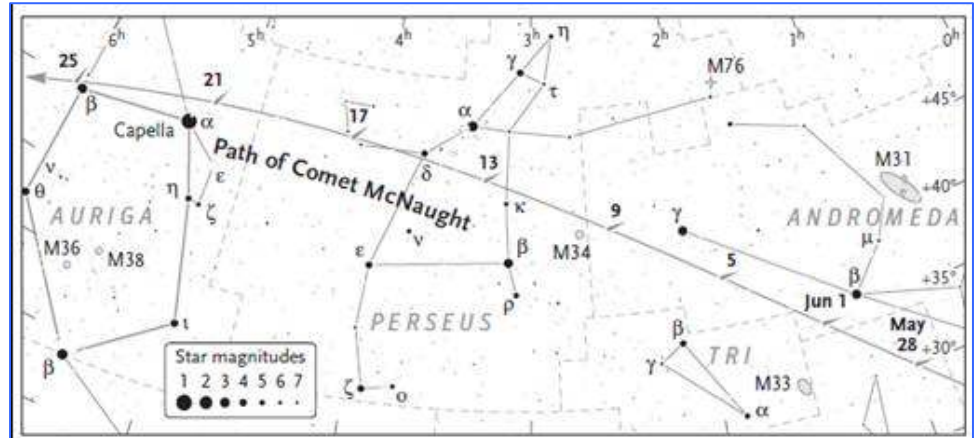 6h 5h 4h 3h 2h 1h 0h
η
25
γ
M76
21
β
τ
+45°
17
α
Capella α
δ
13
M31
ν
Path of Comet McNaught
ε
κ
9
+40°
θ
η
ζ
γ
ANDROMEDA
AURIGA
ν
M34
μ
M36 M38
ε
β
5
β
+35°
ρ
Jun 1
ι
PERSEUS
β
May
28
+30°
β
Star magnitudes
γ
TRI
1 2 3 4 5 6 7
ζ
ο
M33
α